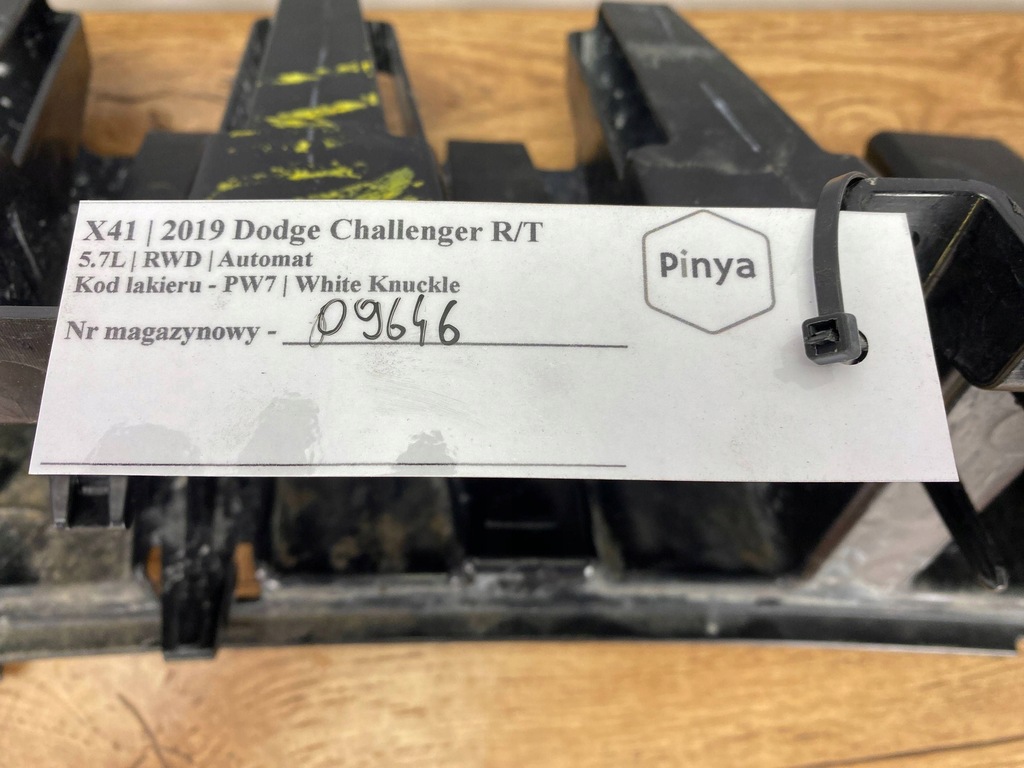 X41 | 2019 Dodge Challenger R/T
5.7L | RWD | Automat
Kod lakieru - PW7 | White Knuckle
Nr magazynowy - 09646
Pinya